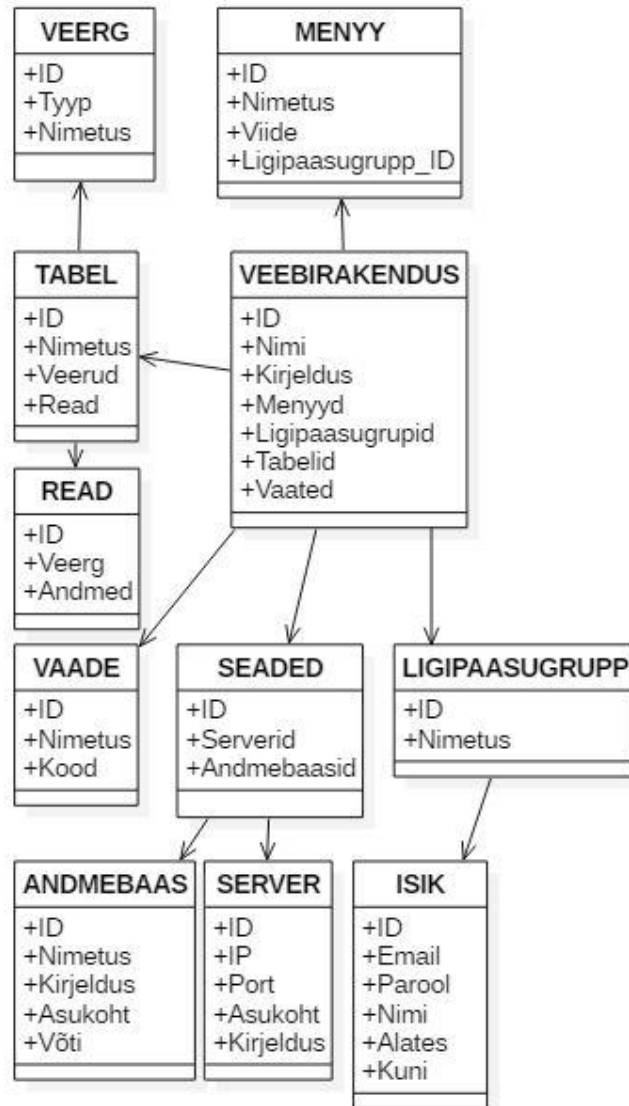 VEERG
+ID
+Tyyp
+Nimetus
MENYY
+ID
+Nimetus
+Viide
+Ligipaasugrupp_ID
TABEL
+ID
+Nimetus
+Veerud
+Read
VEEBIRAKENDUS
+ID
+Nimi
+Kirjeldus
+Menyyd
+Ligipaasugrupid
+Tabelid
+Vaated
READ
+ID
+Veerg
+Andmed
VAADE
+ID
+Nimetus
+Kood
SEADED
+ID
+Serverid
+Andmebaasid
LIGIPAASUGRUPP
+ID
+Nimetus
ANDMEBAAS
+ID
+Nimetus
+Kirjeldus
+Asukoht
+Võti
SERVER
+ID
+IP
+Port
+Asukoht
+Kirjeldus
ISIK
+ID
+Email
+Parool
+Nimi
+Alates
+Kuni